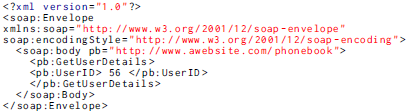 <?xml version="1.0"?>
<soap:Envelope
xmlns:soap="http://www.w3.org/2001/12/soap-envelope"
soap:encodingStyle="http://www.w3.org/2001/12/soap-encoding">
<soap:body pb="http://www.awebsite.com/phonebook">
<pb:GetUserDetails>
<pb:UserID> 56 </pb:UserID>
</pb:GetUserDetails>
</soap:Body>
</soap:Envelope>